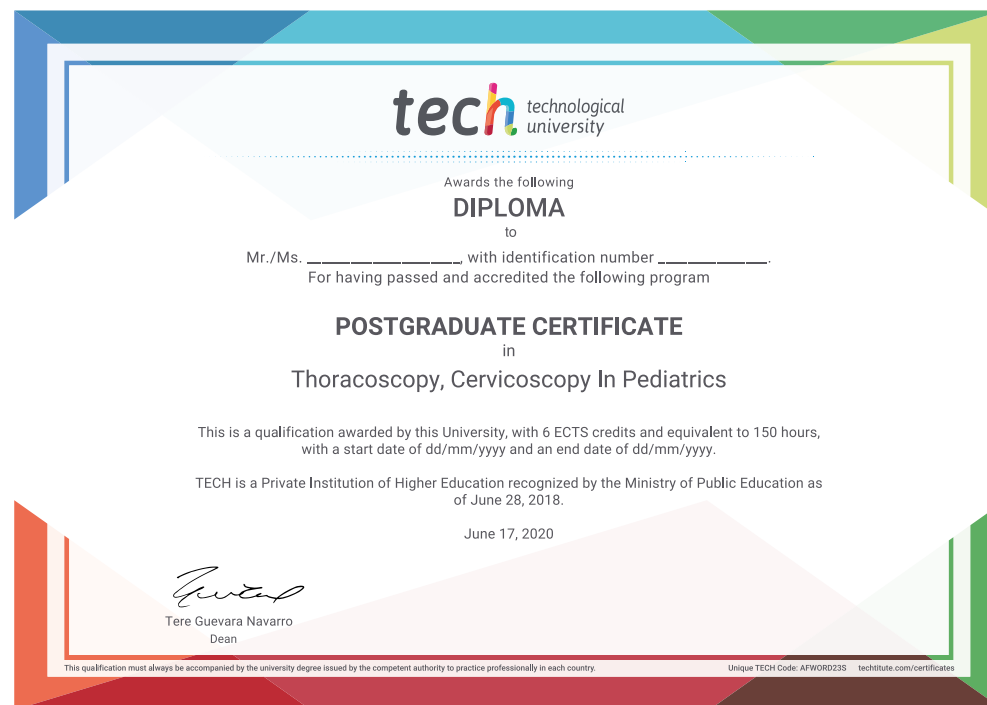 tech technological
university
Awards the following
DIPLOMA
to
Mr./Ms. ____________________, with identification number ______________.
For having passed and accredited the following program
POSTGRADUATE CERTIFICATE
in
Thoracoscopy, Cervicoscopy In Pediatrics
This is a qualification awarded by this University, with 6 ECTS credits and equivalent to 150 hours,
with a start date of dd/mm/yyyy and an end date of dd/mm/yyyy.
TECH is a Private Institution of Higher Education recognized by the Ministry of Public Education as
of June 28, 2018.
June 17, 2020
Tere Guevara Navarro
Dean
This qualification must always be accompanied by the university degree issued by the competent authority to practice professionally in each country.
Unique TECH Code: AFWORD23S techtitute.com/certificates